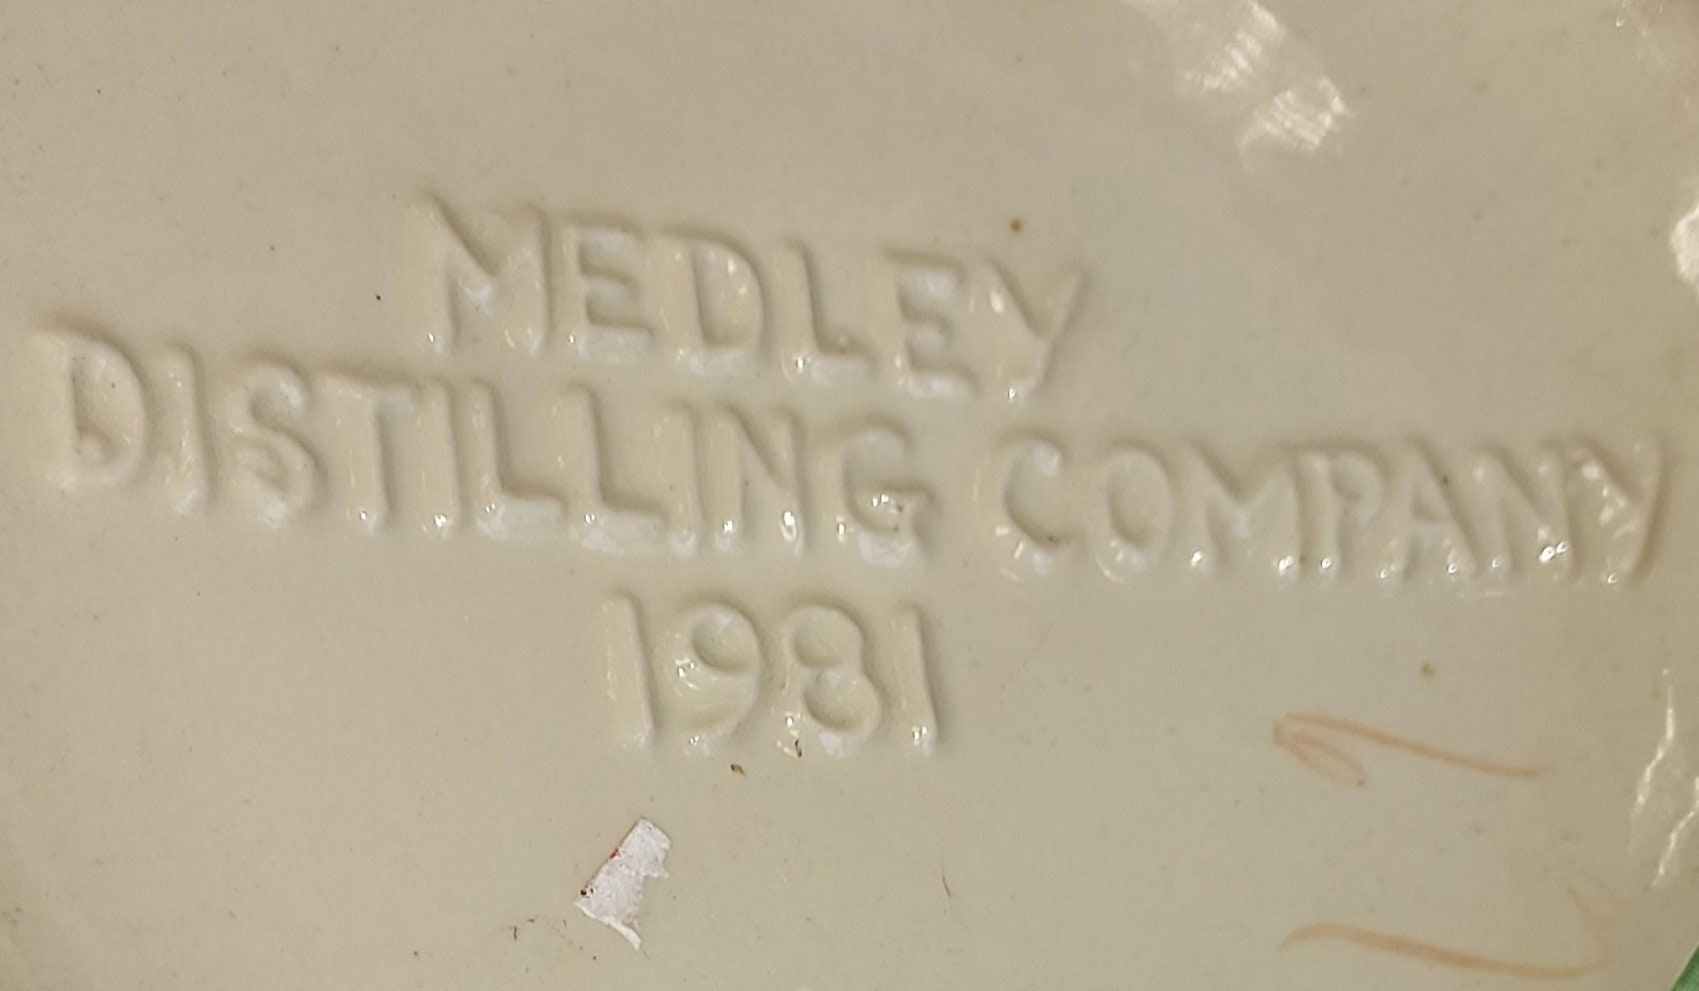 MEDLEY
DISTILLING COMPANY
1981